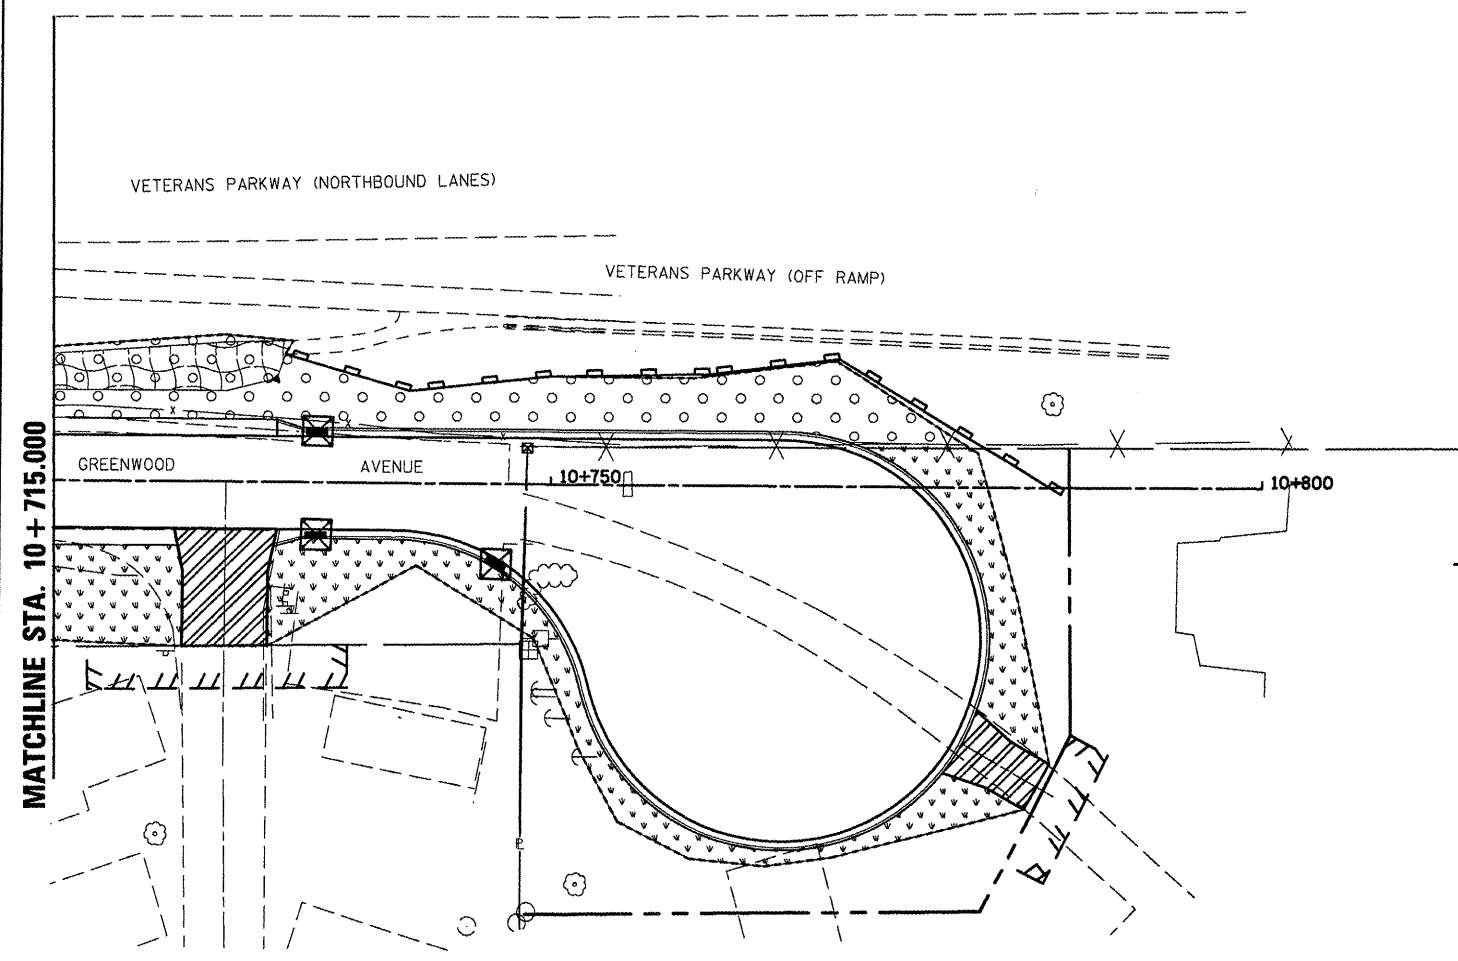 VETERANS PARKWAY (NORTHBOUND LANES)
VETERANS PARKWAY (OFF RAMP)
GREENWOOD AVENUE
10+750
10+800
MATCHLINE STA. 10+715.000